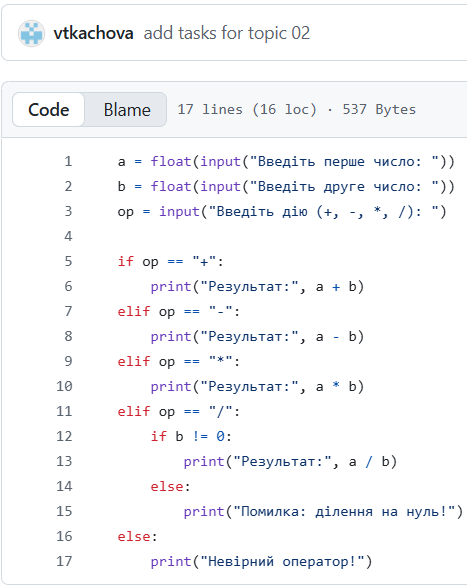 vtkachova add tasks for topic 02
Code Blame 17 lines (16 loc) · 537 Bytes
1 a = float(input("Введіть перше число: "))
2 b = float(input("Введіть друге число: "))
3 op = input("Введіть дію (+, -, *, /): ")
4
5 if op == "+":
6 print("Результат:", a + b)
7 elif op == "-":
8 print("Результат:", a - b)
9 elif op == "*":
10 print("Результат:", a * b)
11 elif op == "/":
12 if b != 0:
13 print("Результат:", a / b)
14 else:
15 print("Помилка: ділення на нуль!")
16 else:
17 print("Невірний оператор!")